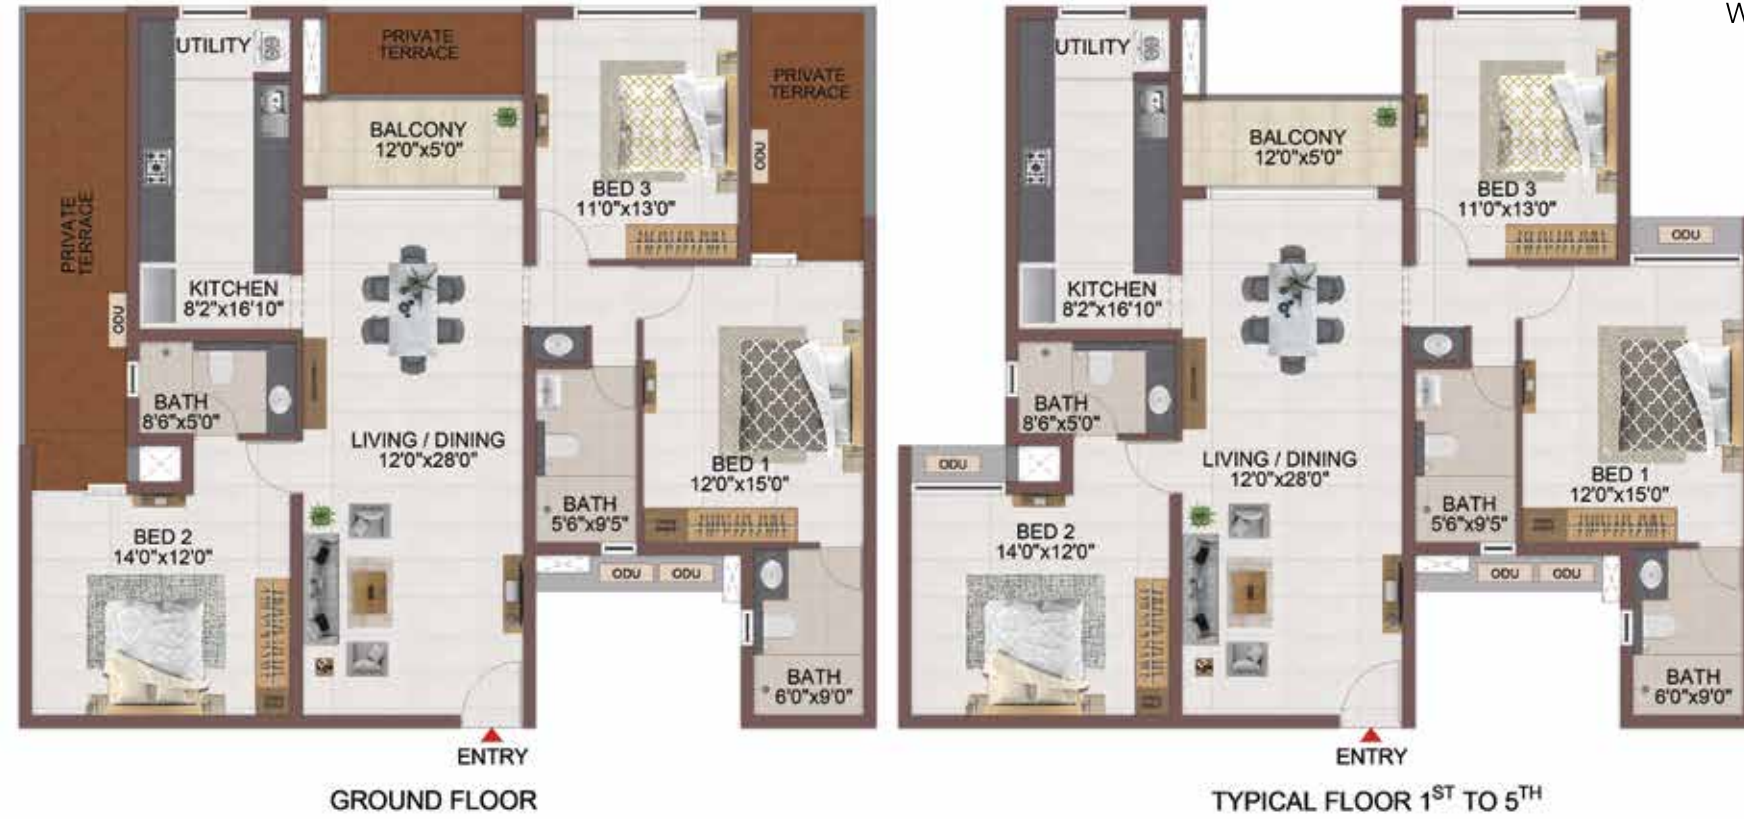 UTILITY
PRIVATE
TERRACE
PRIVATE
TERRACE
BALCONY
12'0"x5'0"
ODU
BED 3
11'0"x13'0"
PRIVATE
TERRACE
KITCHEN
8'2"x16'10"
ODU
BATH
8'6"x5'0"
LIVING / DINING
12'0"x28'0"
BED 1
12'0"x15'0"
BATH
5'6"x9'5"
BED 2
14'0"x12'0"
ODU
ODU
BATH
6'0"x9'0"
ENTRY
GROUND FLOOR
W
UTILITY
BALCONY
12'0"x5'0"
BED 3
11'0"x13'0"
ODU
KITCHEN
8'2"x16'10"
BATH
8'6"x5'0"
ODU
LIVING / DINING
12'0"x28'0"
BED 1
12'0"x15'0"
BATH
5'6"x9'5"
BED 2
14'0"x12'0"
ODU
ODU
BATH
6'0"x9'0"
ENTRY
TYPICAL FLOOR 1ST TO 5TH